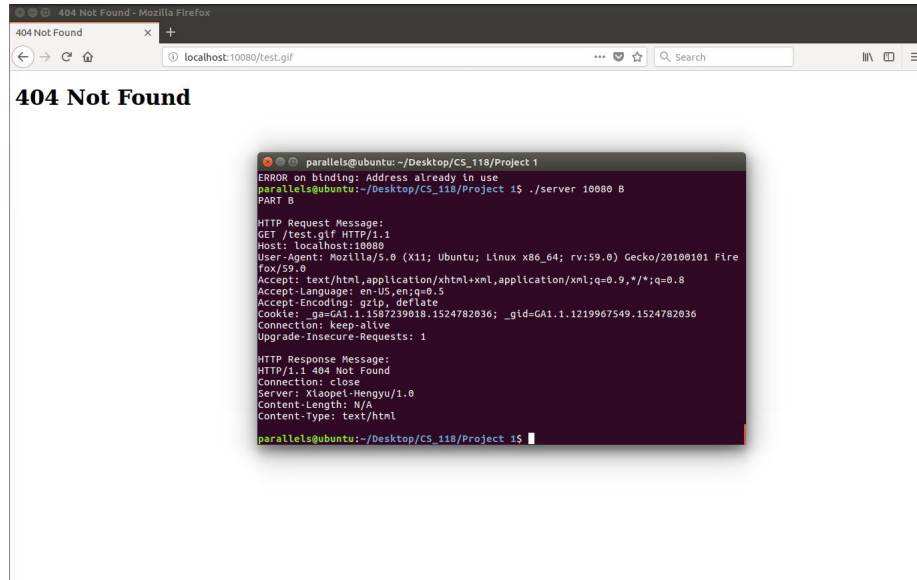 404 Not Found - Mozilla Firefox
404 Not Found
localhost:10080/test.gif
Search
404 Not Found
parallels@ubuntu: ~/Desktop/CS_118/Project 1
ERROR on binding: Address already in use
parallels@ubuntu:~/Desktop/CS_118/Project 1$ ./server 10080 B
PART B
HTTP Request Message:
GET /test.gif HTTP/1.1
Host: localhost:10080
User-Agent: Mozilla/5.0 (X11; Ubuntu; Linux x86_64; rv:59.0) Gecko/20100101 Fire
fox/59.0
Accept: text/html,application/xhtml+xml,application/xml;q=0.9,*/*;q=0.8
Accept-Language: en-US,en;q=0.5
Accept-Encoding: gzip, deflate
Cookie: _ga=GA1.1.1587239018.1524782036; _gid=GA1.1.1219967549.1524782036
Connection: keep-alive
Upgrade-Insecure-Requests: 1
HTTP Response Message:
HTTP/1.1 404 Not Found
Connection: close
Server: Xiaopei-Hengyu/1.0
Content-Length: N/A
Content-Type: text/html
parallels@ubuntu:~/Desktop/CS_118/Project 1$